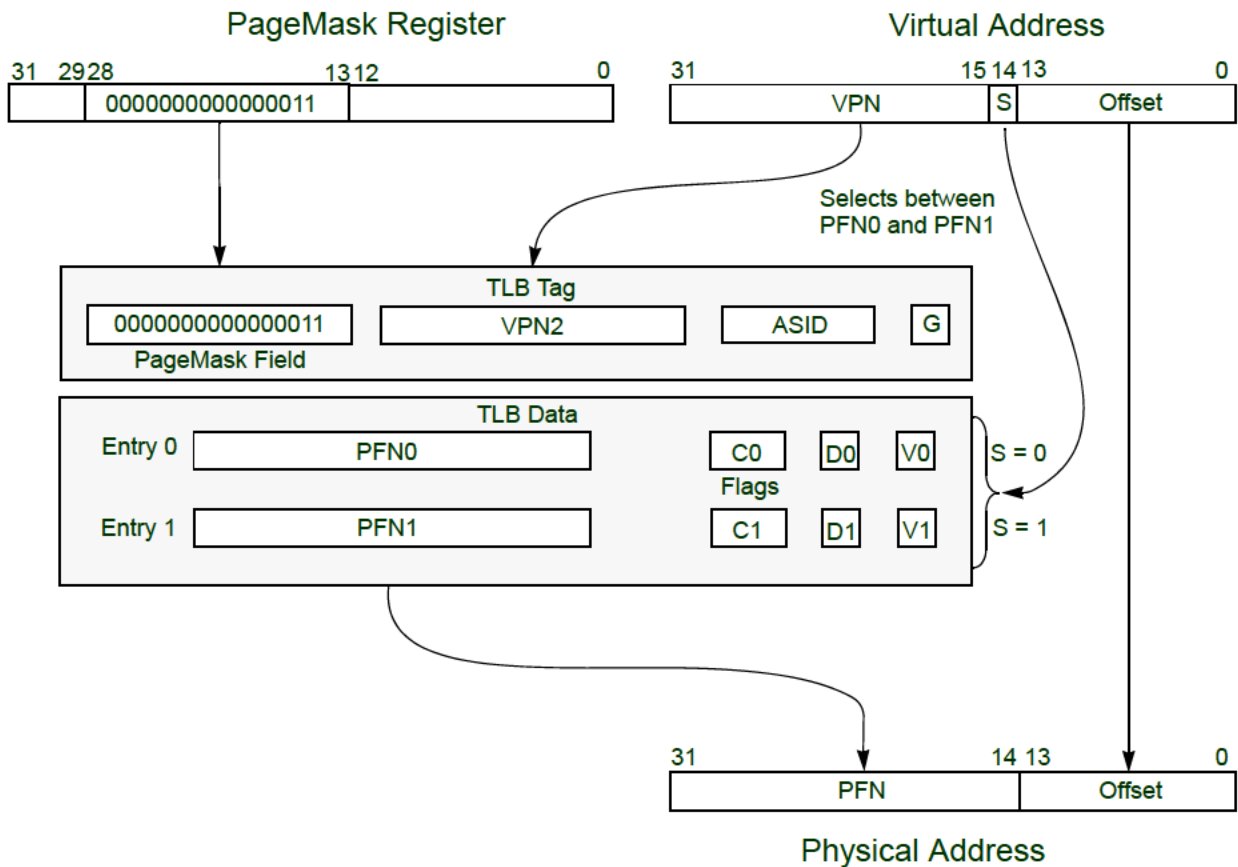 PageMask Register
Virtual Address
31 29 28 13 12 0
31 15 14 13 0
0000000000000011
VPN S Offset
Selects between
PFN0 and PFN1
TLB Tag
0000000000000011 VPN2 ASID G
PageMask Field
TLB Data
Entry 0 PFN0 C0 D0 V0 S = 0
Flags
Entry 1 PFN1 C1 D1 V1 S = 1
31 14 13 0
PFN Offset
Physical Address